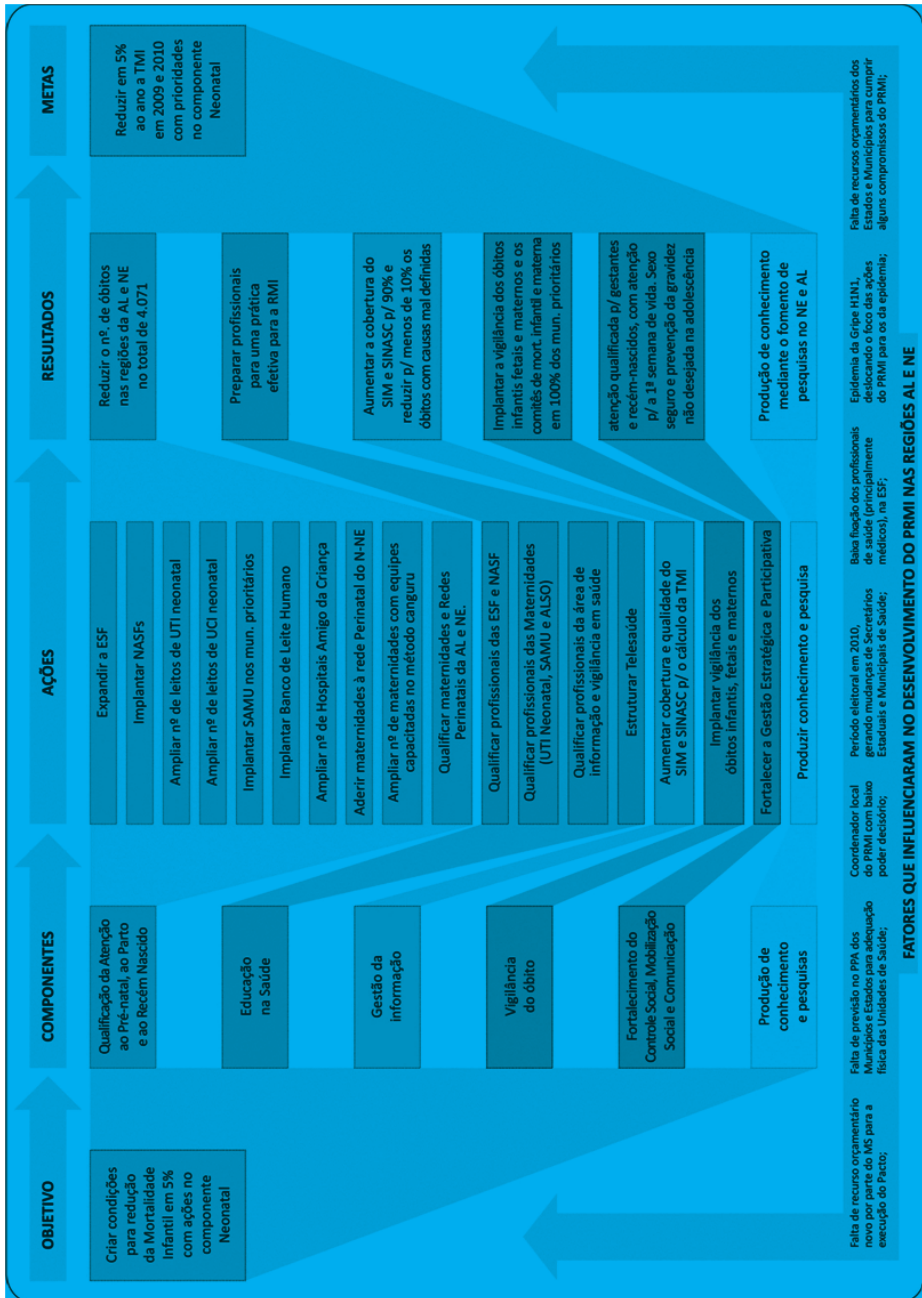 OBJETIVO
COMPONENTES
AÇÕES
RESULTADOS
METAS
Criar condições
para redução
da Mortalidade
Infantil em 5%
com ações no
componente
Neonatal
Qualificação da Atenção
ao Pré-natal, ao Parto
e ao Recém Nascido
Educação
na Saúde
Gestão da
informação
Vigilância
do óbito
Fortalecimento do
Controle Social, Mobilização
Social e Comunicação
Produção de
conhecimento
e pesquisas
Expandir a ESF
Implantar NASFs
Ampliar nº de leitos de UTI neonatal
Ampliar nº de leitos de UCI neonatal
Implantar SAMU nos mun. prioritários
Implantar Banco de Leite Humano
Ampliar nº de Hospitais Amigo da Criança
Aderir maternidades à rede Perinatal do N-NE
Ampliar nº de maternidades com equipes
capacitadas no método canguru
Qualificar maternidades e Redes
Perinatais da AL e NE.
Qualificar profissionais das ESF e NASF
Qualificar profissionais das Maternidades
(UTI Neonatal, SAMU e ALSO)
Qualificar profissionais da área de
informação e vigilância em saúde
Estruturar Telesaúde
Aumentar cobertura e qualidade do
SIM e SINASC p/ o cálculo da TMI
Implantar vigilância dos
óbitos infantis, fetais e maternos
Fortalecer a Gestão Estratégica e Participativa
Produzir conhecimento e pesquisa
Reduzir o nº. de óbitos
nas regiões da AL e NE
no total de 4.071
Preparar profissionais
para uma prática
efetiva para a RMI
Aumentar a cobertura do
SIM e SINASC p/ 90% e
reduzir p/ menos de 10% os
óbitos com causas mal definidas
Implantar a vigilância dos óbitos
infantis fetais e maternos e os
comitês de mort. infantil e materna
em 100% dos mun. prioritários
atenção qualificada p/ gestantes
e recém-nascidos, com atenção
p/ a 1ª semana de vida. Sexo
seguro e prevenção da gravidez
não desejada na adolescência
Produção de conhecimento
mediante o fomento de
pesquisas no NE e AL
Reduzir em 5%
ao ano a TMI
em 2009 e 2010
com prioridades
no componente
Neonatal
Falta de recurso orçamentário
novo por parte do MS para a
execução do Pacto;
Falta de previsão no PPA dos
Municípios e Estados para adequação
física das Unidades de Saúde;
Coordenador local
do PRMI com baixo
poder decisório;
Período eleitoral em 2010,
gerando mudanças de Secretários
Estaduais e Municipais de Saúde;
Baixa fixação dos profissionais
de saúde (principalmente
médicos), na ESF;
Epidemia da Gripe H1N1,
deslocando o foco das ações
do PRMI para os da epidemia;
Falta de recursos orçamentários dos
Estados e Municípios para cumprir
alguns compromissos do PRMI;
FATORES QUE INFLUENCIARAM NO DESENVOLVIMENTO DO PRMI NAS REGIÕES AL E NE